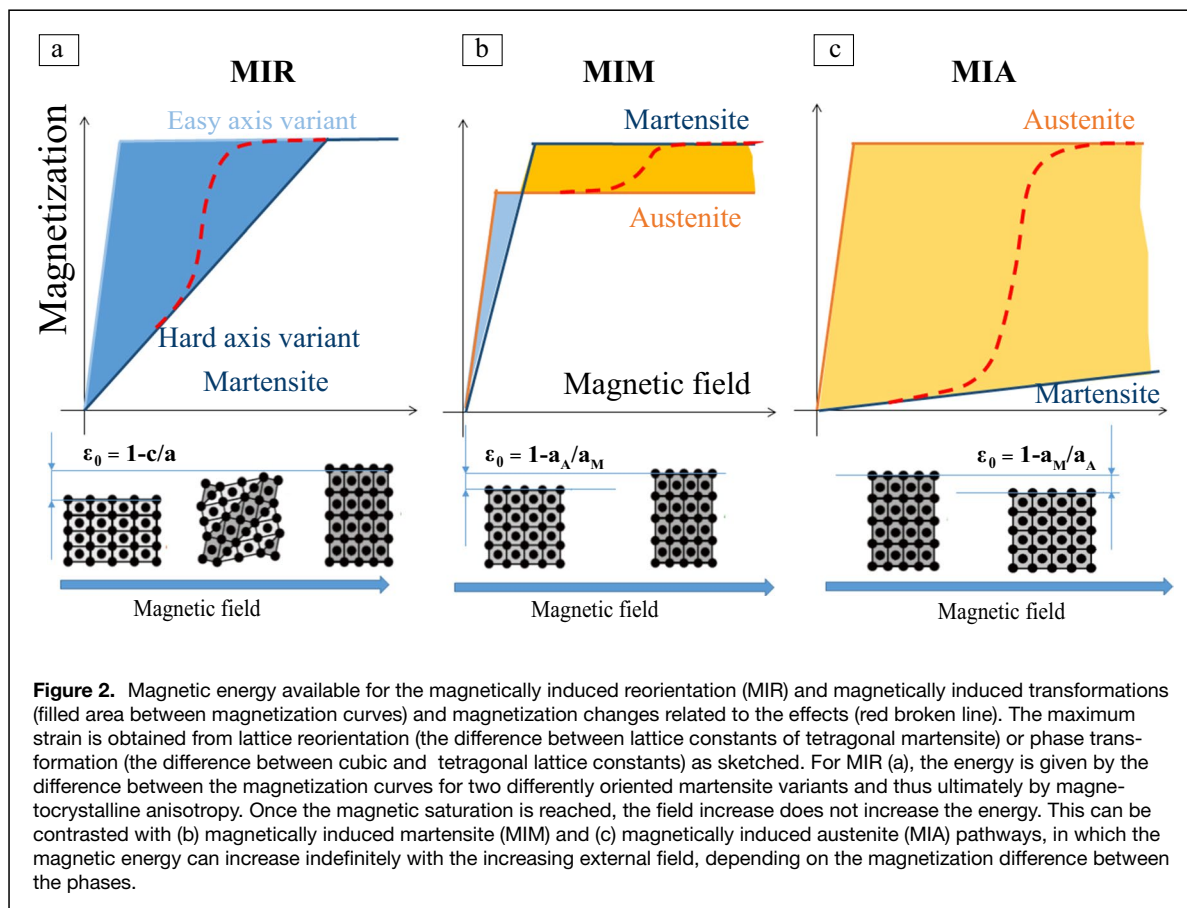 a
MIR
Magnetization
Easy axis variant
Hard axis variant
Martensite
ε₀ = 1-c/a
Magnetic field
b
MIM
Martensite
Austenite
Magnetic field
ε₀ = 1-a_A/a_M
Magnetic field
c
MIA
Austenite
Martensite
ε₀ = 1-a_M/a_A
Magnetic field
Figure 2. Magnetic energy available for the magnetically induced reorientation (MIR) and magnetically induced transformations
(filled area between magnetization curves) and magnetization changes related to the effects (red broken line). The maximum
strain is obtained from lattice reorientation (the difference between lattice constants of tetragonal martensite) or phase trans-
formation (the difference between cubic and tetragonal lattice constants) as sketched. For MIR (a), the energy is given by the
difference between the magnetization curves for two differently oriented martensite variants and thus ultimately by magne-
tocrystalline anisotropy. Once the magnetic saturation is reached, the field increase does not increase the energy. This can be
contrasted with (b) magnetically induced martensite (MIM) and (c) magnetically induced austenite (MIA) pathways, in which the
magnetic energy can increase indefinitely with the increasing external field, depending on the magnetization difference between
the phases.